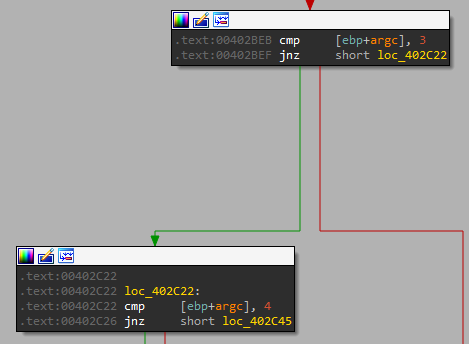 .text:00402BEB cmp [ebp+argc], 3
.text:00402BEF jnz short loc_402C22
.text:00402C22
.text:00402C22 loc_402C22:
.text:00402C22 cmp [ebp+argc], 4
.text:00402C26 jnz short loc_402C45